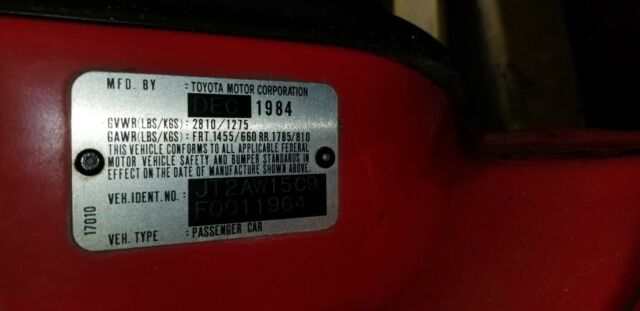 MFD. BY : TOYOTA MOTOR CORPORATION
DEC 1984
GVWR(LBS/KGS) : 2810/1275
GAWR(LBS/KGS) : FRT. 1455/660 RR. 1785/810
THIS VEHICLE CONFORMS TO ALL APPLICABLE FEDERAL
MOTOR VEHICLE SAFETY AND BUMPER STANDARDS IN
EFFECT ON THE DATE OF MANUFACTURE SHOWN ABOVE.
VEH. IDENT. NO. : JT2AW15C9
F0011964
VEH. TYPE : PASSENGER CAR
17010